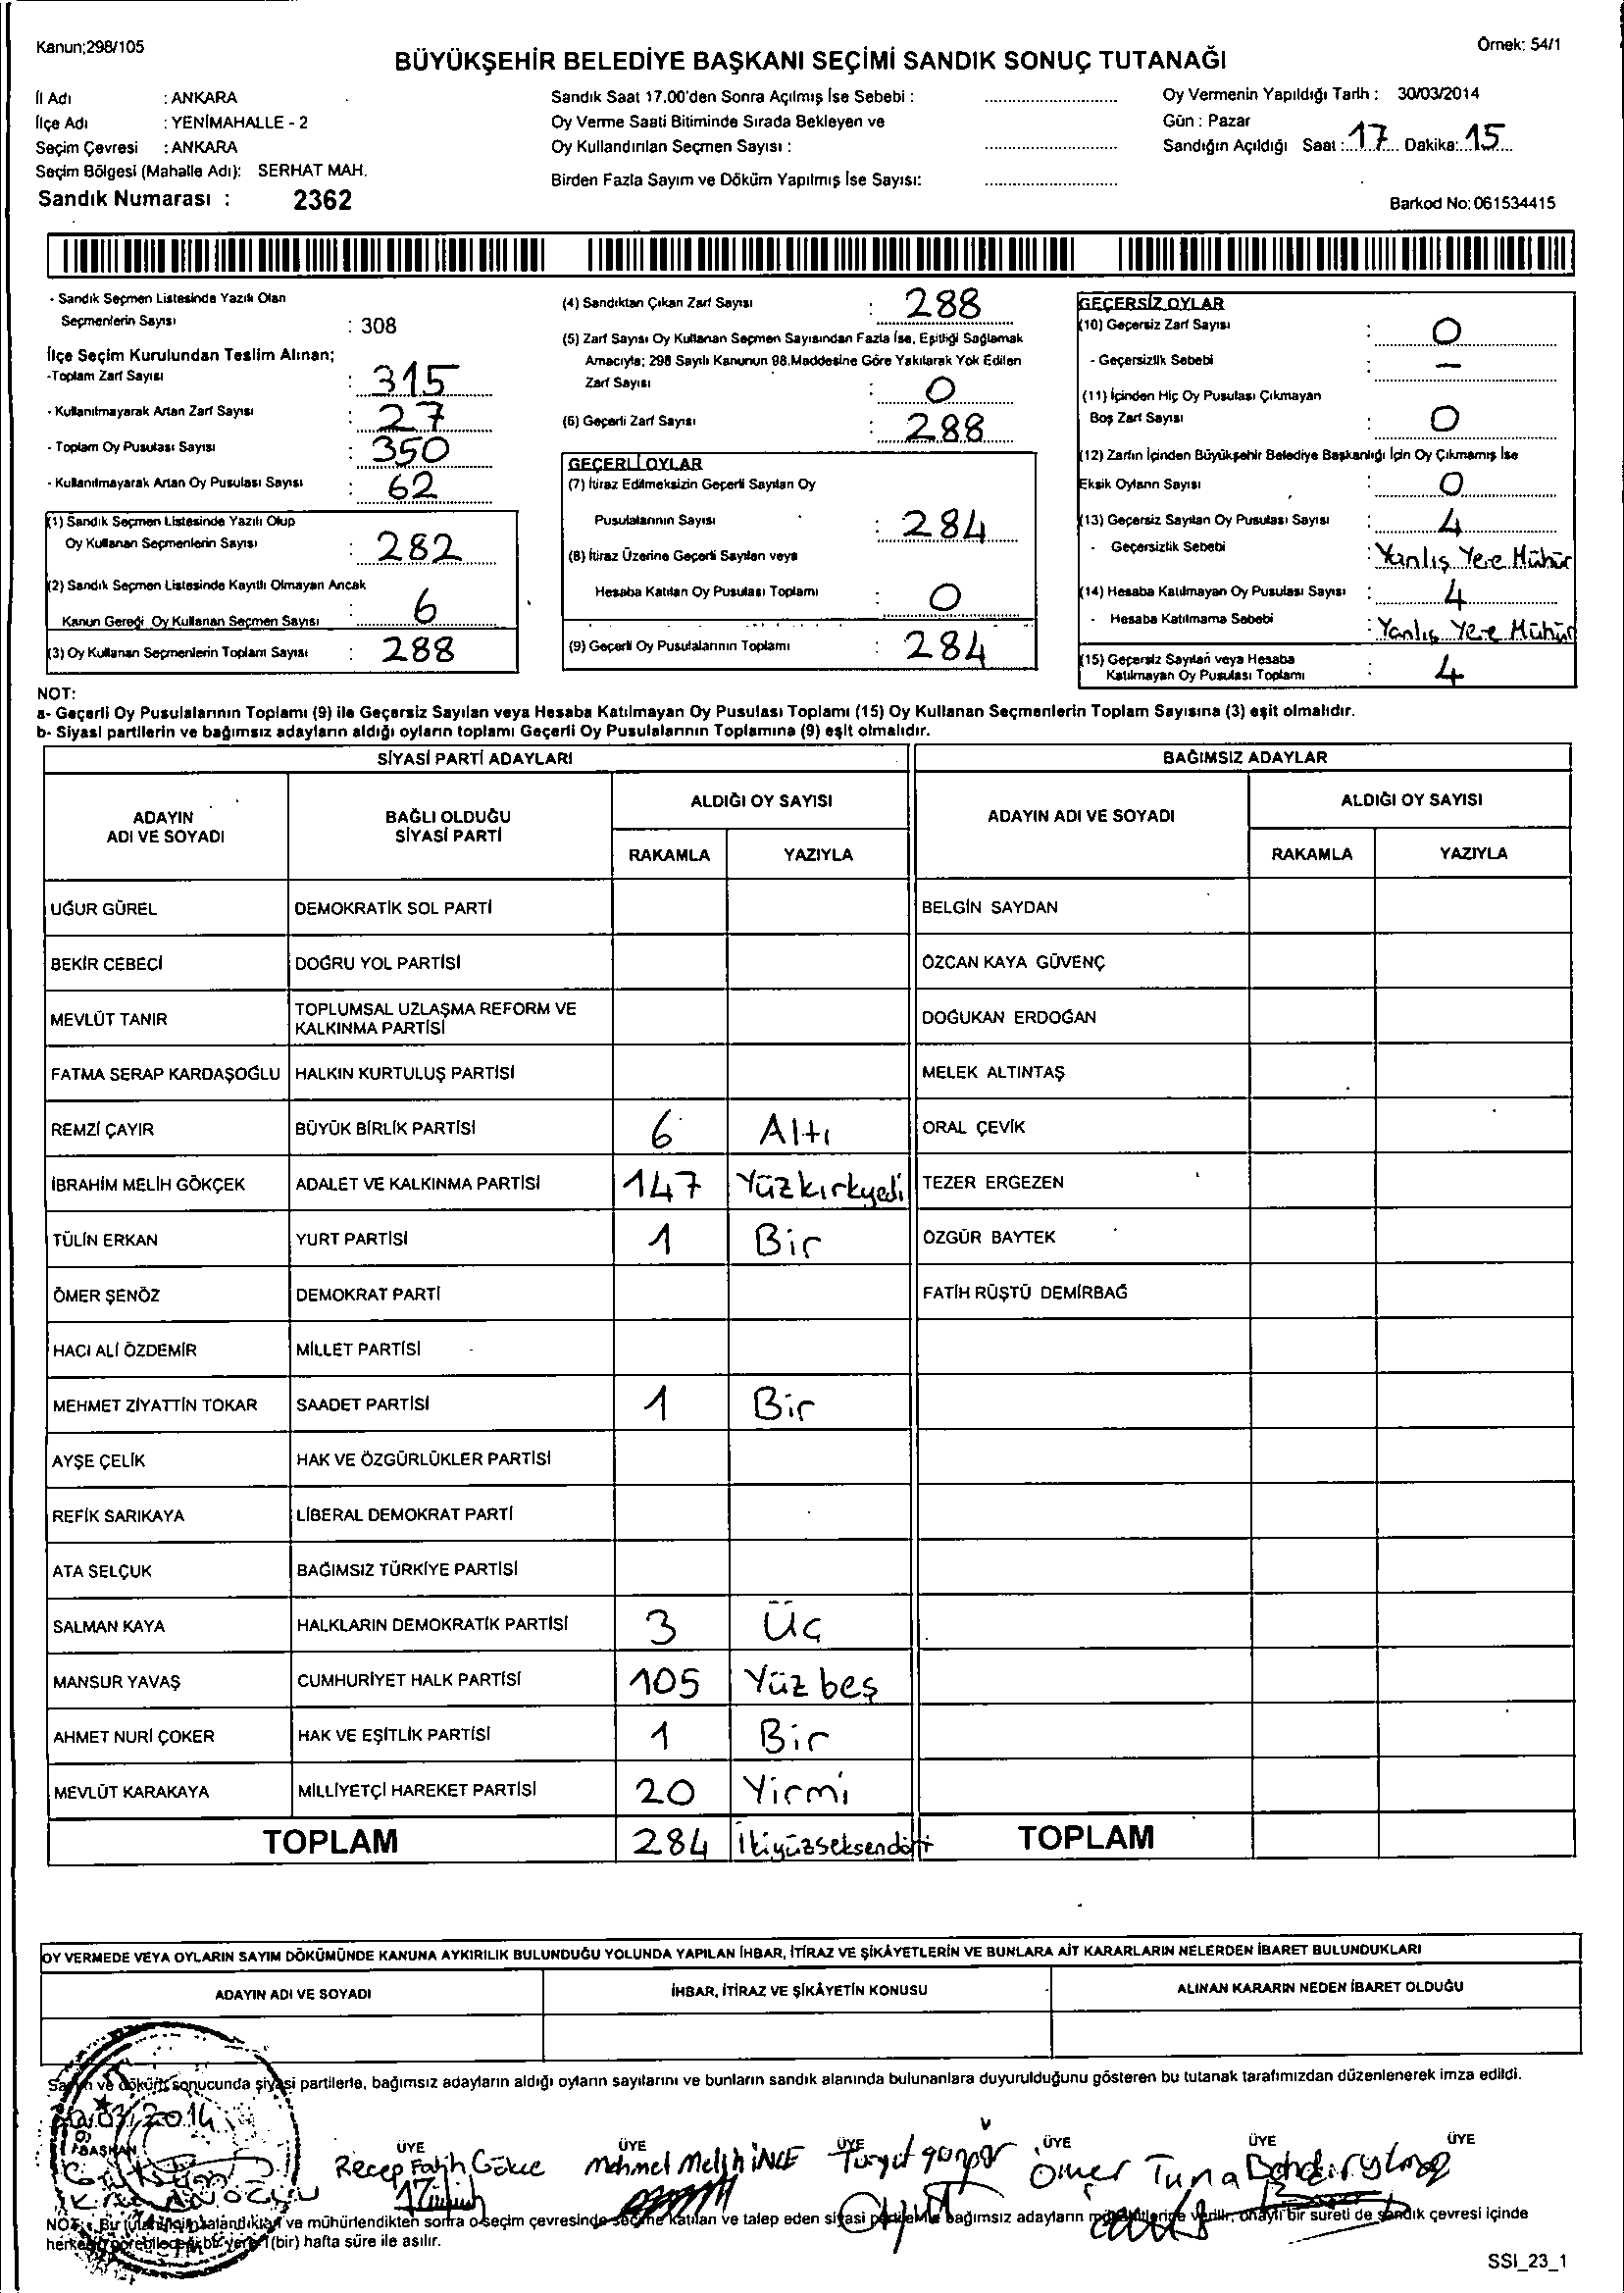 Kanun;298/105
Örnek: 54/1
BÜYÜKŞEHİR BELEDİYE BAŞKANI SEÇİMİ SANDIK SONUÇ TUTANAĞI
İl Adı : ANKARA
İlçe Adı : YENİMAHALLE - 2
Seçim Çevresi : ANKARA
Seçim Bölgesi (Mahalle Adı): SERHAT MAH.
Sandık Numarası : 2362
Sandık Saat 17.00'den Sonra Açılmış İse Sebebi :
Oy Verme Saati Bitiminde Sırada Bekleyen ve
Oy Kullandırılan Seçmen Sayısı :
Birden Fazla Sayım ve Döküm Yapılmış İse Sayısı:
Oy Vermenin Yapıldığı Tarih : 30/03/2014
Gün : Pazar
Sandığın Açıldığı Saat : 17 Dakika: 15
Barkod No: 061534415
- Sandık Seçmen Listesinde Yazılı Olan
Seçmenlerin Sayısı : 308
İlçe Seçim Kurulundan Teslim Alınan;
-Toplam Zarf Sayısı : 315
- Kullanılmayarak Artan Zarf Sayısı : 27
- Toplam Oy Pusulası Sayısı : 350
- Kullanılmayarak Artan Oy Pusulası Sayısı : 62
(1) Sandık Seçmen Listesinde Yazılı Olup
Oy Kullanan Seçmenlerin Sayısı : 282
(2) Sandık Seçmen Listesinde Kayıtlı Olmayan Ancak
Kanun Gereği Oy Kullanan Seçmen Sayısı : 6
(3) Oy Kullanan Seçmenlerin Toplam Sayısı : 288
(4) Sandıktan Çıkan Zarf Sayısı : 288
(5) Zarf Sayısı Oy Kullanan Seçmen Sayısından Fazla İse, Eşitliği Sağlamak
Amacıyla; 298 Sayılı Kanunun 98.Maddesine Göre Yakılarak Yok Edilen
Zarf Sayısı : 0
(6) Geçerli Zarf Sayısı : 288
GEÇERLİ OYLAR
(7) İtiraz Edilmeksizin Geçerli Sayılan Oy
Pusulalarının Sayısı : 284
(8) İtiraz Üzerine Geçerli Sayılan veya
Hesaba Katılan Oy Pusulası Toplamı : 0
(9) Geçerli Oy Pusulalarının Toplamı : 284
GEÇERSİZ OYLAR
(10) Geçersiz Zarf Sayısı : 0
- Geçersizlik Sebebi : —
(11) İçinden Hiç Oy Pusulası Çıkmayan
Boş Zarf Sayısı : 0
(12) Zarfın İçinden Büyükşehir Belediye Başkanlığı İçin Oy Çıkmamış İse
Eksik Oyların Sayısı : 0
(13) Geçersiz Sayılan Oy Pusulası Sayısı : 4
- Geçersizlik Sebebi : Yanlış Yere Mühür
(14) Hesaba Katılmayan Oy Pusulası Sayısı : 4
- Hesaba Katılmama Sebebi : Yanlış Yere Mühür
(15) Geçersiz Sayılan veya Hesaba
Katılmayan Oy Pusulası Toplamı : 4
NOT:
a- Geçerli Oy Pusulalarının Toplamı (9) ile Geçersiz Sayılan veya Hesaba Katılmayan Oy Pusulası Toplamı (15) Oy Kullanan Seçmenlerin Toplam Sayısına (3) eşit olmalıdır.
b- Siyasi partilerin ve bağımsız adayların aldığı oyların toplamı Geçerli Oy Pusulalarının Toplamına (9) eşit olmalıdır.
SİYASİ PARTİ ADAYLARI
BAĞIMSIZ ADAYLAR
ADAYIN ADI VE SOYADI
BAĞLI OLDUĞU SİYASİ PARTİ
ALDIĞI OY SAYISI
RAKAMLA YAZIYLA
ADAYIN ADI VE SOYADI
ALDIĞI OY SAYISI
RAKAMLA YAZIYLA
UĞUR GÜREL DEMOKRATİK SOL PARTİ BELGİN SAYDAN
BEKİR CEBECİ DOĞRU YOL PARTİSİ ÖZCAN KAYA GÜVENÇ
MEVLÜT TANIR TOPLUMSAL UZLAŞMA REFORM VE KALKINMA PARTİSİ DOĞUKAN ERDOĞAN
FATMA SERAP KARDAŞOĞLU HALKIN KURTULUŞ PARTİSİ MELEK ALTINTAŞ
REMZİ ÇAYIR BÜYÜK BİRLİK PARTİSİ 6 Altı ORAL ÇEVİK
İBRAHİM MELİH GÖKÇEK ADALET VE KALKINMA PARTİSİ 147 Yüzkırkyedi TEZER ERGEZEN
TÜLİN ERKAN YURT PARTİSİ 1 Bir ÖZGÜR BAYTEK
ÖMER ŞENÖZ DEMOKRAT PARTİ FATİH RÜŞTÜ DEMİRBAĞ
HACI ALİ ÖZDEMİR MİLLET PARTİSİ
MEHMET ZİYATTİN TOKAR SAADET PARTİSİ 1 Bir
AYŞE ÇELİK HAK VE ÖZGÜRLÜKLER PARTİSİ
REFİK SARIKAYA LİBERAL DEMOKRAT PARTİ
ATA SELÇUK BAĞIMSIZ TÜRKİYE PARTİSİ
SALMAN KAYA HALKLARIN DEMOKRATİK PARTİSİ 3 Üç
MANSUR YAVAŞ CUMHURİYET HALK PARTİSİ 105 Yüz beş
AHMET NURİ ÇOKER HAK VE EŞİTLİK PARTİSİ 1 Bir
MEVLÜT KARAKAYA MİLLİYETÇİ HAREKET PARTİSİ 20 Yirmi
TOPLAM 284 İkiyüzseksendört TOPLAM
OY VERMEDE VEYA OYLARIN SAYIM DÖKÜMÜNDE KANUNA AYKIRILIK BULUNDUĞU YOLUNDA YAPILAN İHBAR, İTİRAZ VE ŞİKÂYETLERİN VE BUNLARA AİT KARARLARIN NELERDEN İBARET BULUNDUKLARI
ADAYIN ADI VE SOYADI İHBAR, İTİRAZ VE ŞİKÂYETİN KONUSU ALINAN KARARIN NEDEN İBARET OLDUĞU
Sayım ve döküm sonucunda siyasi partilerle, bağımsız adayların aldığı oyların sayılarını ve bunların sandık alanında bulunanlara duyurulduğunu gösteren bu tutanak tarafımızdan düzenlenerek imza edildi.
BAŞKAN ÜYE ÜYE ÜYE ÜYE ÜYE ÜYE
Recep Fatih Gökce Mehmet Melih İNCE Turgut güngör Ömer Tuna
NOT : Bu tutanak imzalandıktan ve mühürlendikten sonra o seçim çevresinde seçime katılan ve talep eden siyasi partilerle bağımsız adayların müşahitlerine verilir, onaylı bir sureti de sandık çevresi içinde
herkesin görebileceği bir yere 1 (bir) hafta süre ile asılır.
SSI_23_1